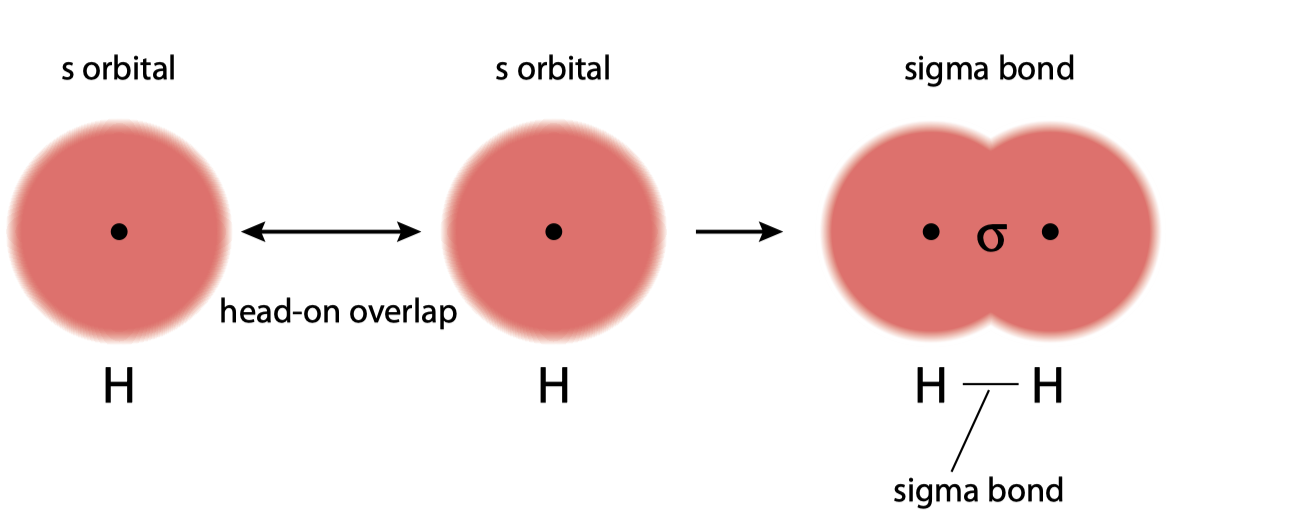 s orbital
s orbital
sigma bond
σ
head-on overlap
H
H
H — H
sigma bond